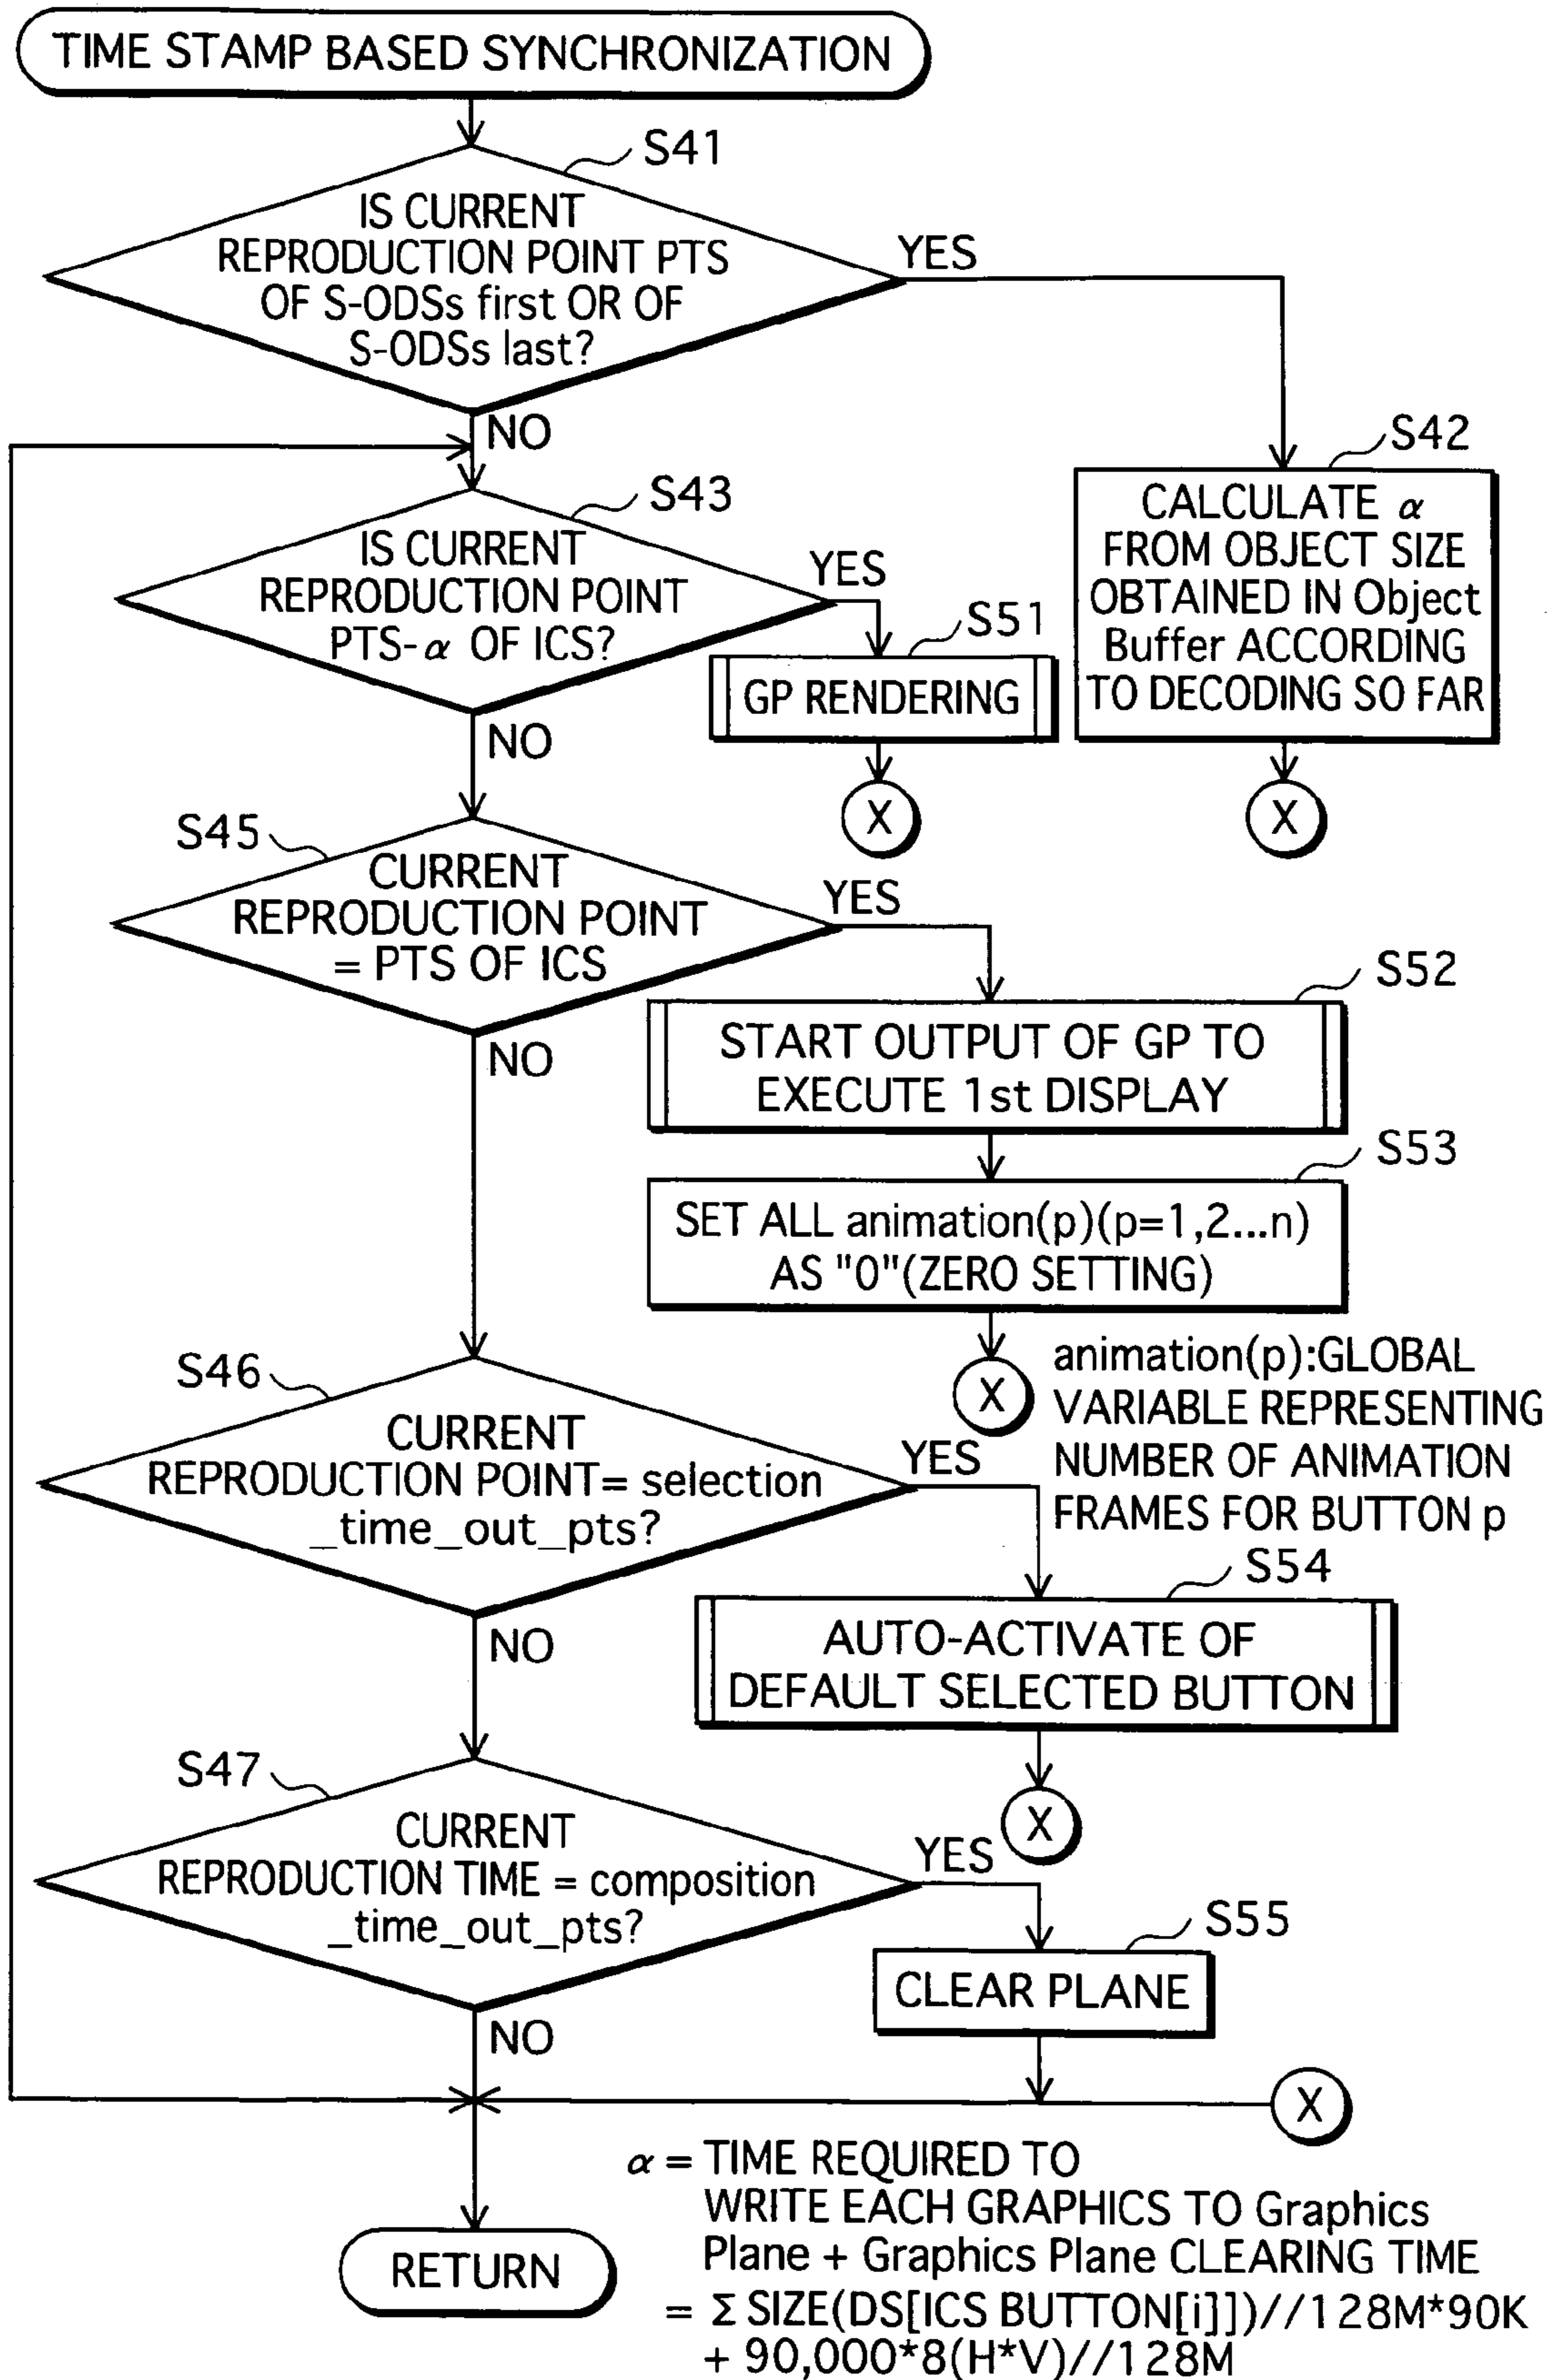 TIME STAMP BASED SYNCHRONIZATION
S41
IS CURRENT
REPRODUCTION POINT PTS
OF S-ODSs first OR OF
S-ODSs last?
YES
NO
S42
CALCULATE α
FROM OBJECT SIZE
OBTAINED IN Object
Buffer ACCORDING
TO DECODING SO FAR
X
S43
IS CURRENT
REPRODUCTION POINT
PTS-α OF ICS?
YES
NO
S51
GP RENDERING
X
S45
CURRENT
REPRODUCTION POINT
= PTS OF ICS
YES
NO
S52
START OUTPUT OF GP TO
EXECUTE 1st DISPLAY
S53
SET ALL animation(p)(p=1,2...n)
AS "0"(ZERO SETTING)
X
animation(p):GLOBAL
VARIABLE REPRESENTING
NUMBER OF ANIMATION
FRAMES FOR BUTTON p
S46
CURRENT
REPRODUCTION POINT= selection
_time_out_pts?
YES
NO
S54
AUTO-ACTIVATE OF
DEFAULT SELECTED BUTTON
X
S47
CURRENT
REPRODUCTION TIME = composition
_time_out_pts?
YES
NO
S55
CLEAR PLANE
X
RETURN
α = TIME REQUIRED TO
WRITE EACH GRAPHICS TO Graphics
Plane + Graphics Plane CLEARING TIME
= Σ SIZE(DS[ICS BUTTON[i]])//128M*90K
+ 90,000*8(H*V)//128M